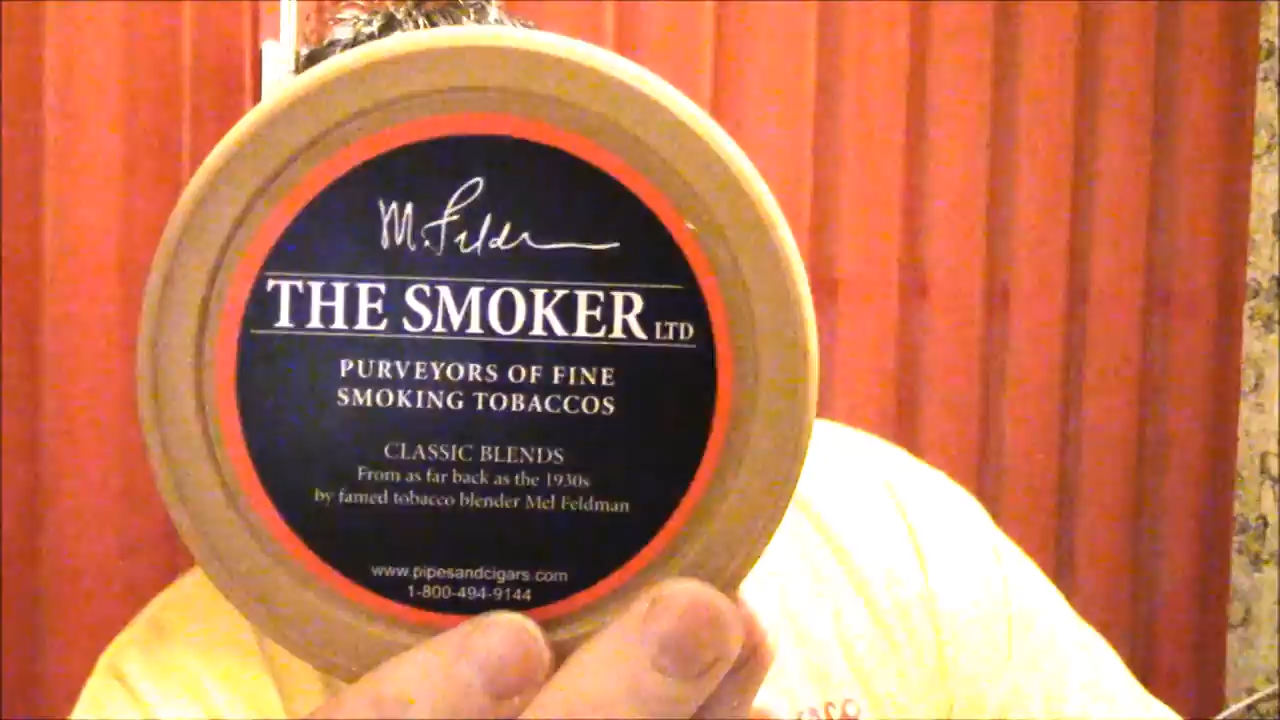 M. Feldman
THE SMOKER LTD
PURVEYORS OF FINE
SMOKING TOBACCOS
CLASSIC BLENDS
From as far back as the 1930s
by famed tobacco blender Mel Feldman
www.pipesandcigars.com
1-800-494-9144